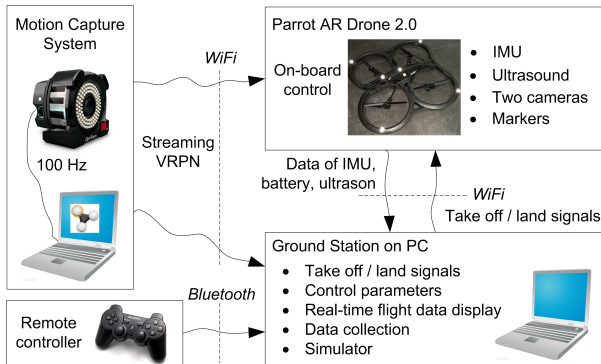 Motion Capture
System
100 Hz
WiFi
Streaming
VRPN
Parrot AR Drone 2.0
On-board
control
• IMU
• Ultrasound
• Two cameras
• Markers
Data of IMU,
battery, ultrason
WiFi
Take off / land signals
Remote
controller
Bluetooth
Ground Station on PC
• Take off / land signals
• Control parameters
• Real-time flight data display
• Data collection
• Simulator